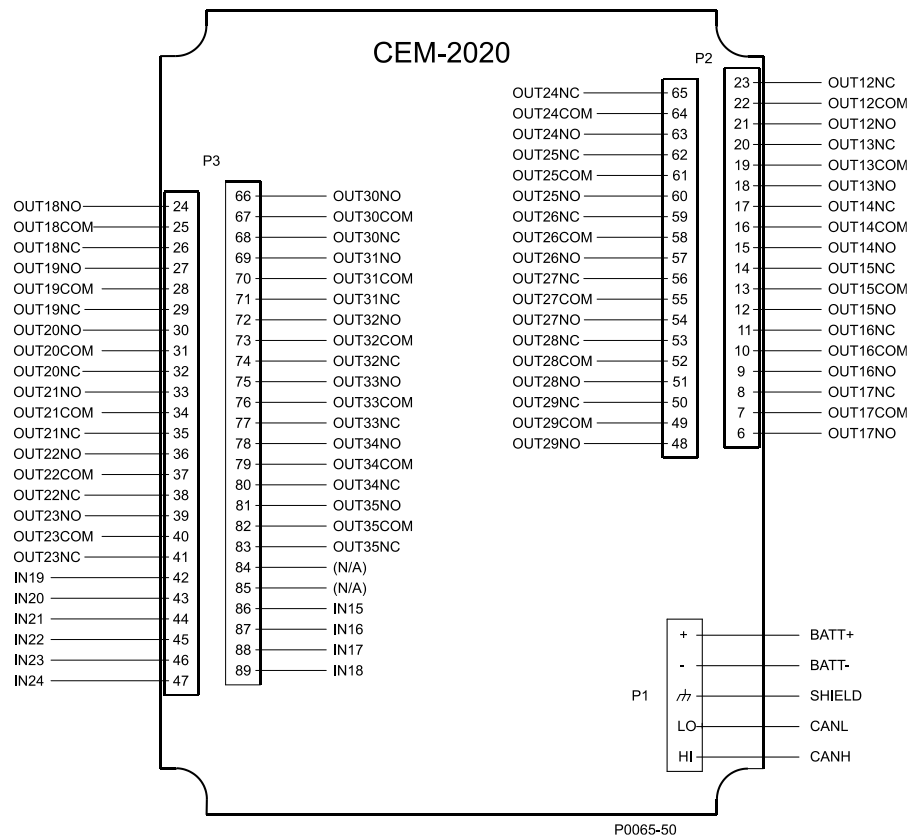 CEM-2020
P2
OUT24NC 65
OUT24COM 64
OUT24NO 63
OUT25NC 62
OUT25COM 61
OUT25NO 60
OUT26NC 59
OUT26COM 58
OUT26NO 57
OUT27NC 56
OUT27COM 55
OUT27NO 54
OUT28NC 53
OUT28COM 52
OUT28NO 51
OUT29NC 50
OUT29COM 49
OUT29NO 48
23 OUT12NC
22 OUT12COM
21 OUT12NO
20 OUT13NC
19 OUT13COM
18 OUT13NO
17 OUT14NC
16 OUT14COM
15 OUT14NO
14 OUT15NC
13 OUT15COM
12 OUT15NO
11 OUT16NC
10 OUT16COM
9 OUT16NO
8 OUT17NC
7 OUT17COM
6 OUT17NO
P3
OUT18NO 24
OUT18COM 25
OUT18NC 26
OUT19NO 27
OUT19COM 28
OUT19NC 29
OUT20NO 30
OUT20COM 31
OUT20NC 32
OUT21NO 33
OUT21COM 34
OUT21NC 35
OUT22NO 36
OUT22COM 37
OUT22NC 38
OUT23NO 39
OUT23COM 40
OUT23NC 41
IN19 42
IN20 43
IN21 44
IN22 45
IN23 46
IN24 47
66 OUT30NO
67 OUT30COM
68 OUT30NC
69 OUT31NO
70 OUT31COM
71 OUT31NC
72 OUT32NO
73 OUT32COM
74 OUT32NC
75 OUT33NO
76 OUT33COM
77 OUT33NC
78 OUT34NO
79 OUT34COM
80 OUT34NC
81 OUT35NO
82 OUT35COM
83 OUT35NC
84 (N/A)
85 (N/A)
86 IN15
87 IN16
88 IN17
89 IN18
P1
+ BATT+
- BATT-
SHIELD
LO CANL
HI CANH
P0065-50